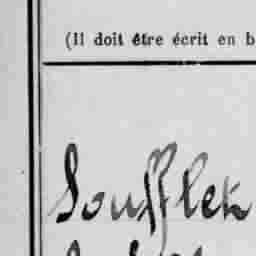 (Il doit être écrit en b
Soufflet